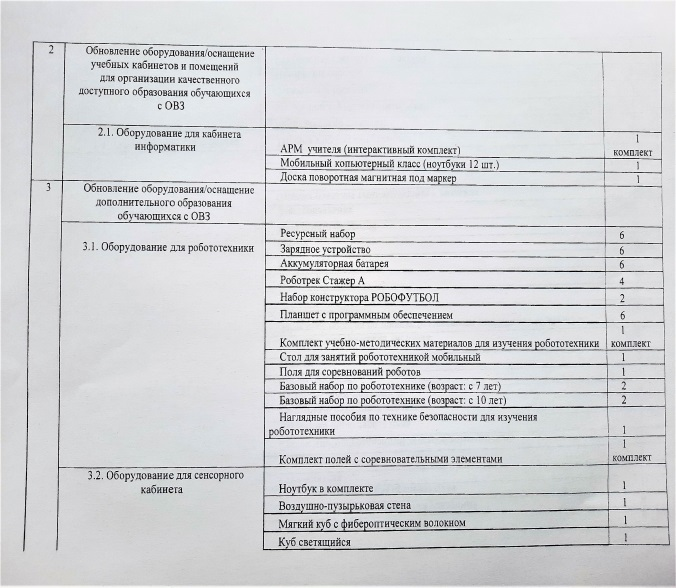 2
Обновление оборудования/оснащение
учебных кабинетов и помещений
для организации качественного
доступного образования обучающихся
с ОВЗ
2.1. Оборудование для кабинета
информатики
АРМ учителя (интерактивный комплект)
1
комплект
Мобильный копьютерный класс (ноутбуки 12 шт.)
1
Доска поворотная магнитная под маркер
1
3
Обновление оборудования/оснащение
дополнительного образования
обучающихся с ОВЗ
3.1. Оборудование для робототехники
Ресурсный набор
6
Зарядное устройство
6
Аккумуляторная батарея
6
Роботрек Стажер А
4
Набор конструктора РОБОФУТБОЛ
2
Планшет с программным обеспечением
6
Комплект учебно-методических материалов для изучения робототехники
1
комплект
Стол для занятий робототехникой мобильный
1
Поля для соревнований роботов
1
Базовый набор по робототехнике (возраст: с 7 лет)
2
Базовый набор по робототехнике (возраст: с 10 лет)
2
Наглядные пособия по технике безопасности для изучения
робототехники
1
Комплект полей с соревновательными элементами
1
комплект
3.2. Оборудование для сенсорного
кабинета
Ноутбук в комплекте
1
Воздушно-пузырьковая стена
1
Мягкий куб с фибероптическим волокном
1
Куб светящийся
1